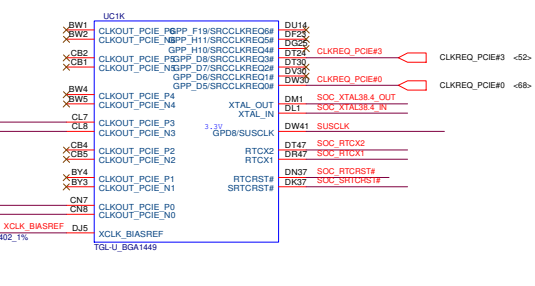 UC1K
BW1 CLKOUT_PCIE_P6 GPP_F19/SRCCLKREQ6# DU14
BW2 CLKOUT_PCIE_N6 GPP_H11/SRCCLKREQ5# DF23
GPP_H10/SRCCLKREQ4# DG25
CB2 CLKOUT_PCIE_P5 GPP_D8/SRCCLKREQ3# DT24 CLKREQ_PCIE#3 CLKREQ_PCIE#3 <52>
CB1 CLKOUT_PCIE_N5 GPP_D7/SRCCLKREQ2# DT30
GPP_D6/SRCCLKREQ1# DV30
GPP_D5/SRCCLKREQ0# DW30 CLKREQ_PCIE#0 CLKREQ_PCIE#0 <68>
BW4 CLKOUT_PCIE_P4
BW5 CLKOUT_PCIE_N4 XTAL_OUT DM1 SOC_XTAL38.4_OUT
XTAL_IN DL1 SOC_XTAL38.4_IN
CL7 CLKOUT_PCIE_P3 3.3V
CL8 CLKOUT_PCIE_N3 GPD8/SUSCLK DW41 SUSCLK
CB4 CLKOUT_PCIE_P2 RTCX2 DT47 SOC_RTCX2
CB5 CLKOUT_PCIE_N2 RTCX1 DR47 SOC_RTCX1
BY4 CLKOUT_PCIE_P1 RTCRST# DN37 SOC_RTCRST#
BY3 CLKOUT_PCIE_N1 SRTCRST# DK37 SOC_SRTCRST#
CN7 CLKOUT_PCIE_P0
CN8 CLKOUT_PCIE_N0
XCLK_BIASREF DJ5 XCLK_BIASREF
402_1%
TGL-U_BGA1449